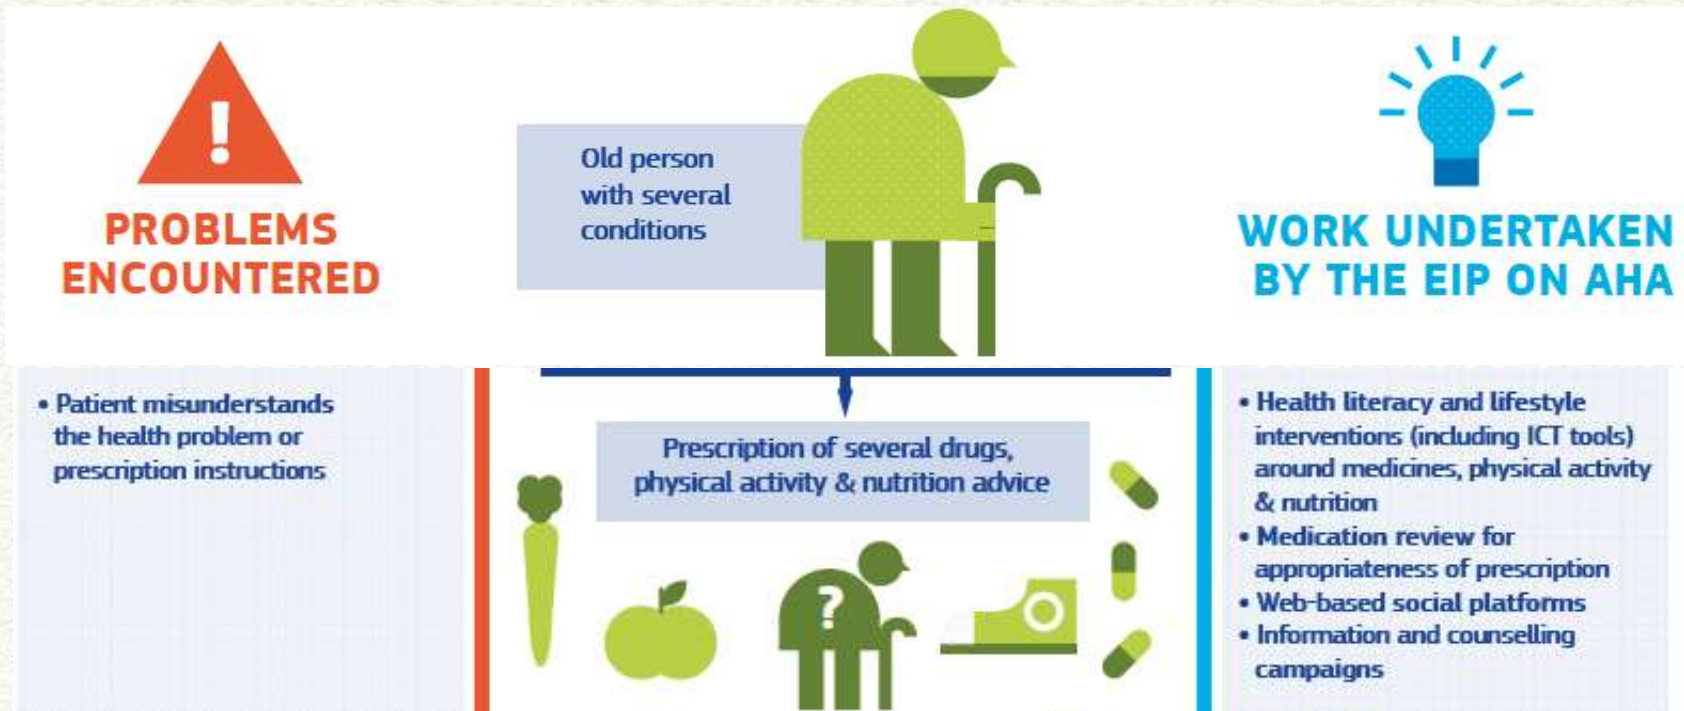 !
PROBLEMS
ENCOUNTERED
Old person
with several
conditions
WORK UNDERTAKEN
BY THE EIP ON AHA
• Patient misunderstands
the health problem or
prescription instructions
Prescription of several drugs,
physical activity & nutrition advice
?
• Health literacy and lifestyle
interventions (including ICT tools)
around medicines, physical activity
& nutrition
• Medication review for
appropriateness of prescription
• Web-based social platforms
• Information and counselling
campaigns